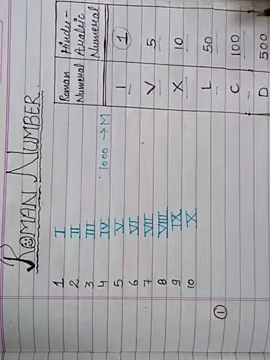 ROMAN NUMBER
1 I
2 II
3 III
4 IV
5 V
6 VI
7 VII
8 VIII
9 IX
10 X
1000 → M
Roman Numeral | Hindu-Arabic Numeral
I 1
V 5
X 10
L 50
C 100
D 500
1